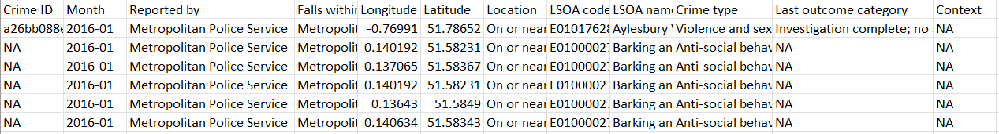 Crime ID Month Reported by Falls within Longitude Latitude Location LSOA code LSOA name Crime type Last outcome category Context
a26bb088e 2016-01 Metropolitan Police Service Metropolit -0.76991 51.78652 On or near E01017628 Aylesbury Violence and sex Investigation complete; no NA
NA 2016-01 Metropolitan Police Service Metropolit 0.140192 51.58231 On or near E01000027 Barking an Anti-social behav NA NA
NA 2016-01 Metropolitan Police Service Metropolit 0.137065 51.58367 On or near E01000027 Barking an Anti-social behav NA NA
NA 2016-01 Metropolitan Police Service Metropolit 0.140192 51.58231 On or near E01000027 Barking an Anti-social behav NA NA
NA 2016-01 Metropolitan Police Service Metropolit 0.13643 51.5849 On or near E01000027 Barking an Anti-social behav NA NA
NA 2016-01 Metropolitan Police Service Metropolit 0.140634 51.58343 On or near E01000027 Barking an Anti-social behav NA NA